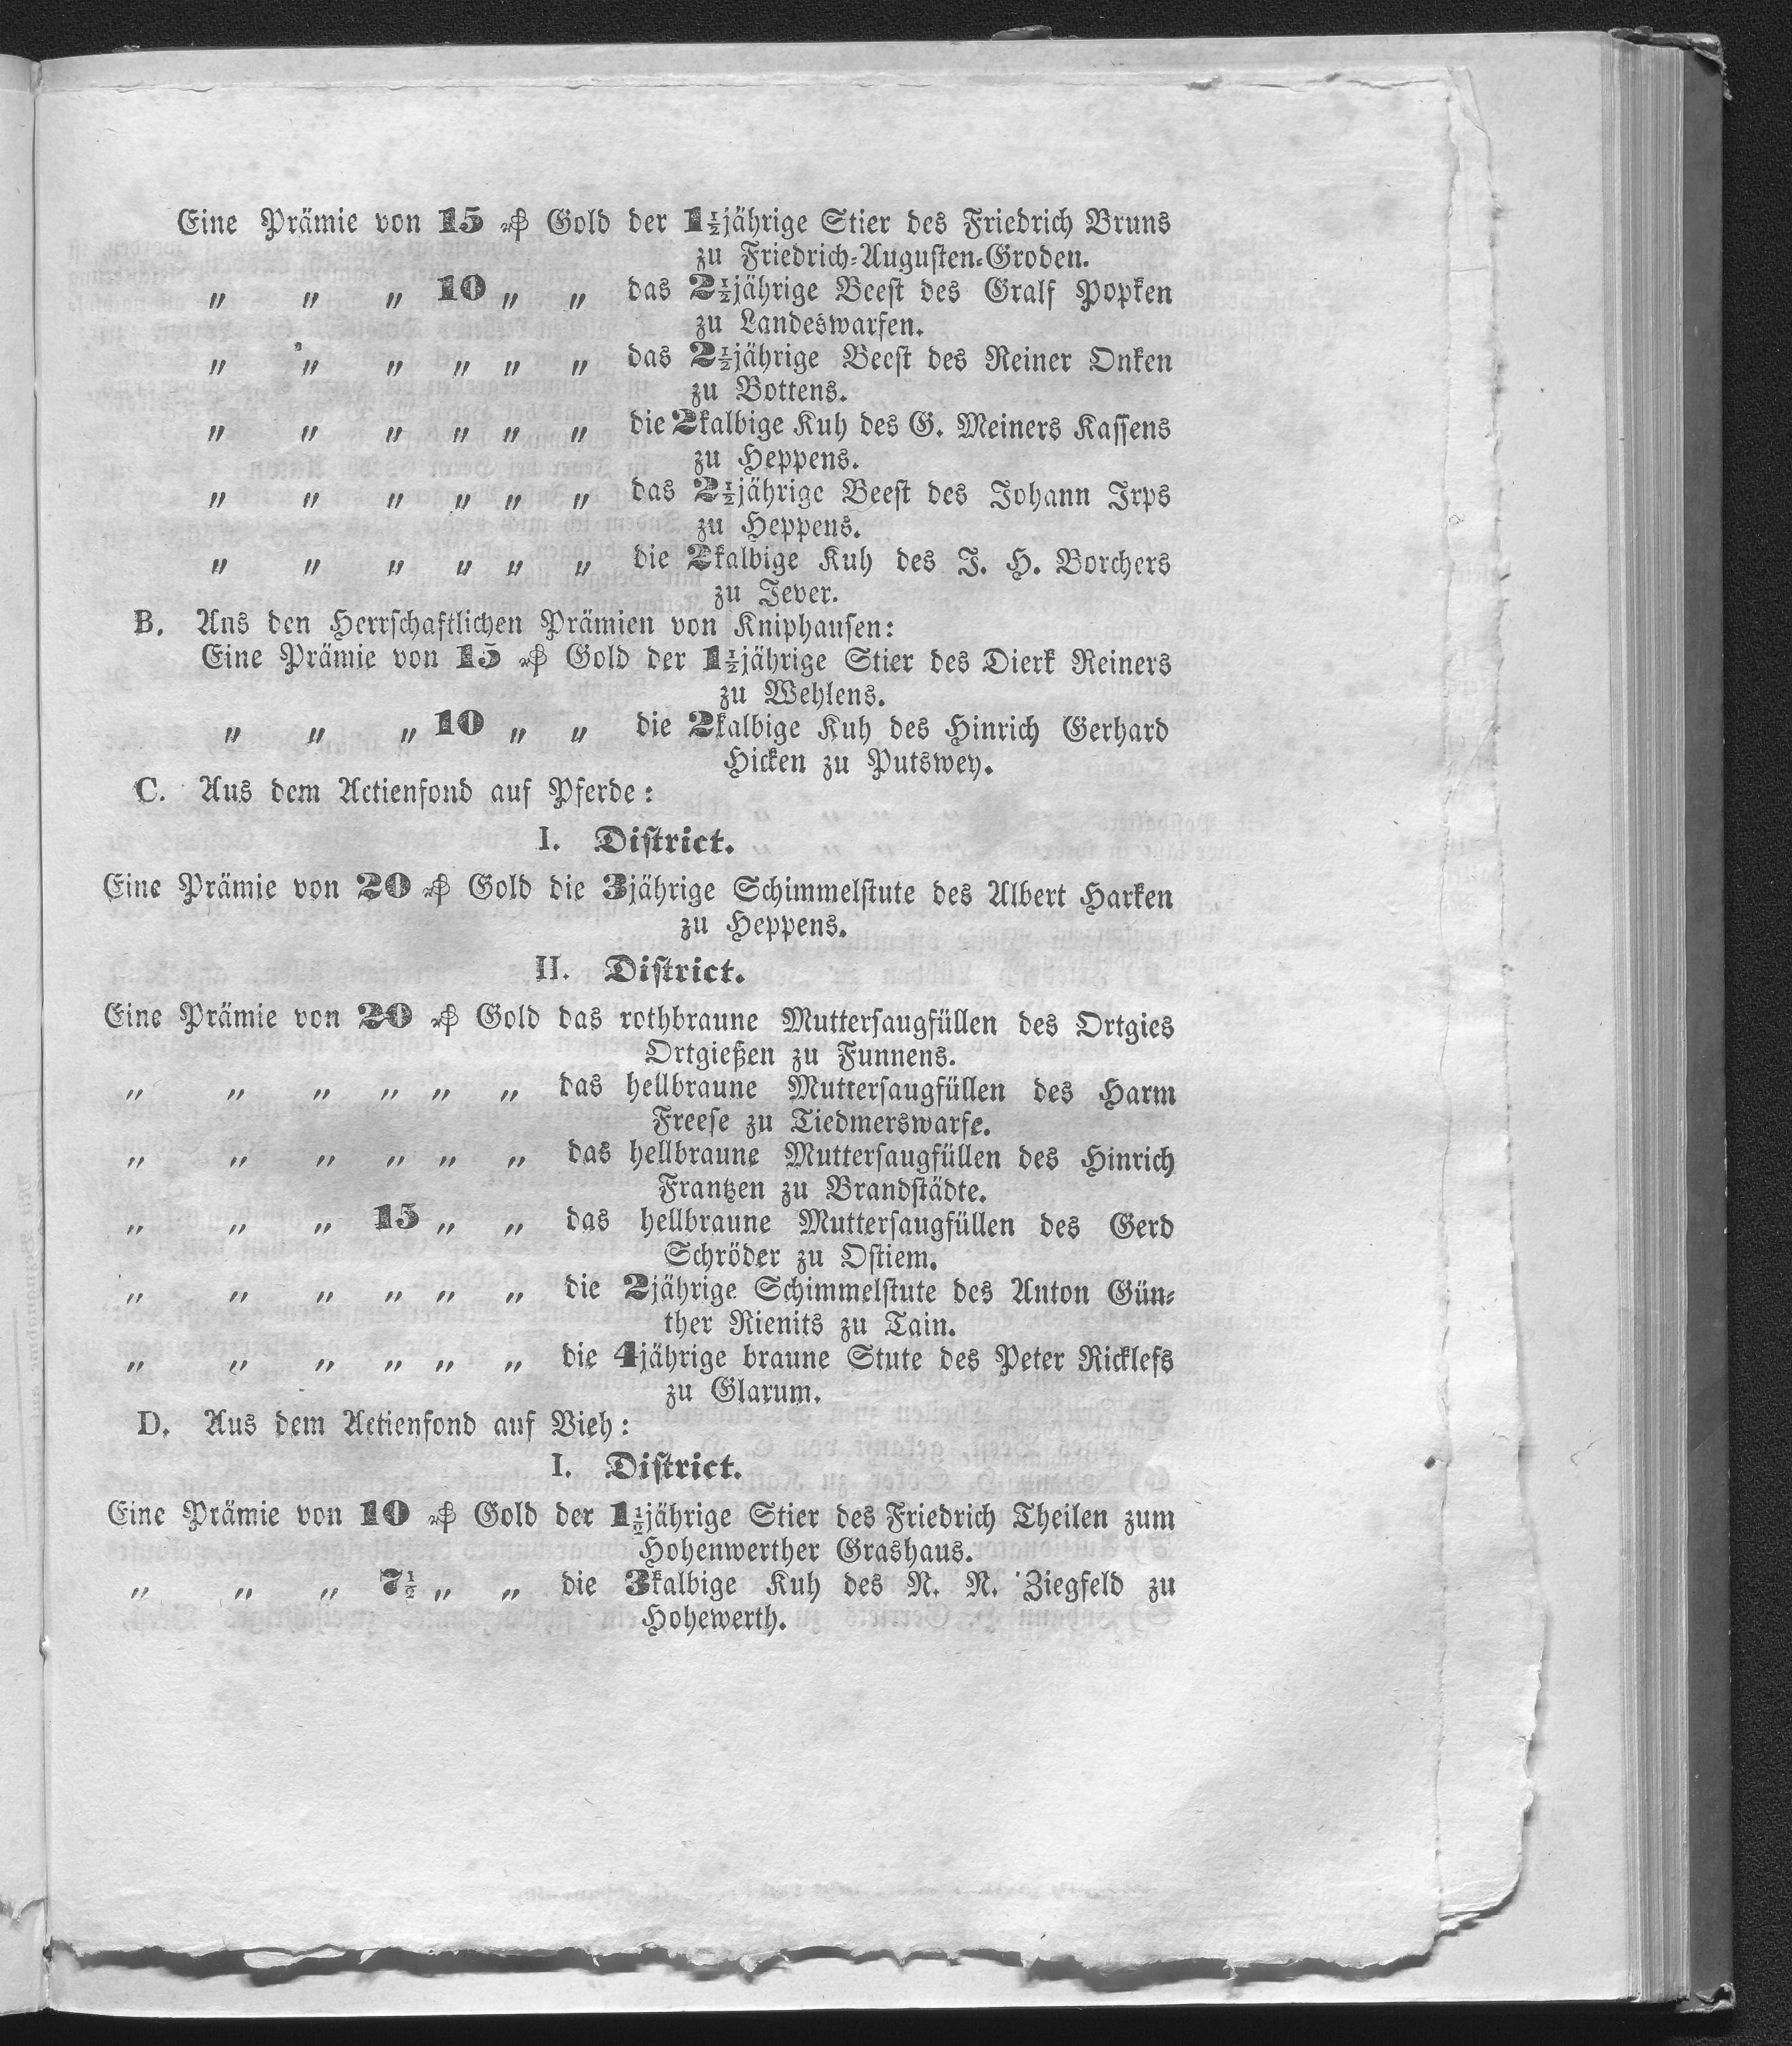 Eine Prämie von 15 ₰ Gold der 1½jährige Stier des Friedrich Bruns
zu Friedrich-Augusten-Groden.
„ „ „ 10 „ „ das 2½jährige Beest des Gralf Popken
zu Landeswarfen.
„ „ „ „ „ „ das 2½jährige Beest des Reiner Onken
zu Bottens.
„ „ „ „ „ „ die 2kalbige Kuh des G. Meiners Kassens
zu Heppens.
„ „ „ „ „ „ das 2½jährige Beest des Johann Irps
zu Heppens.
„ „ „ „ „ „ die 2kalbige Kuh des J. H. Borchers
zu Jever.
B. Aus den Herrschaftlichen Prämien von Kniphausen:
Eine Prämie von 15 ₰ Gold der 1½jährige Stier des Dierk Reiners
zu Wehlens.
„ „ „ 10 „ „ die 2kalbige Kuh des Hinrich Gerhard
Hicken zu Putswey.
C. Aus dem Actienfond auf Pferde:
I. District.
Eine Prämie von 20 ₰ Gold die 3jährige Schimmelstute des Albert Harken
zu Heppens.
II. District.
Eine Prämie von 20 ₰ Gold das rothbraune Muttersaugfüllen des Ortgies
Ortgießen zu Funnens.
„ „ „ „ „ „ das hellbraune Muttersaugfüllen des Harm
Freese zu Tiedmerswarfe.
„ „ „ „ „ „ das hellbraune Muttersaugfüllen des Hinrich
Frantzen zu Brandstädte.
„ „ „ 15 „ „ das hellbraune Muttersaugfüllen des Gerd
Schröder zu Ostiem.
„ „ „ „ „ „ die 2jährige Schimmelstute des Anton Gün-
ther Rienits zu Tain.
„ „ „ „ „ „ die 4jährige braune Stute des Peter Ricklefs
zu Glarum.
D. Aus dem Actienfond auf Vieh:
I. District.
Eine Prämie von 10 ₰ Gold der 1½jährige Stier des Friedrich Theilen zum
Hohenwerther Grashaus.
„ „ „ 7½ „ „ die 3kalbige Kuh des N. N. Ziegfeld zu
Hohewerth.